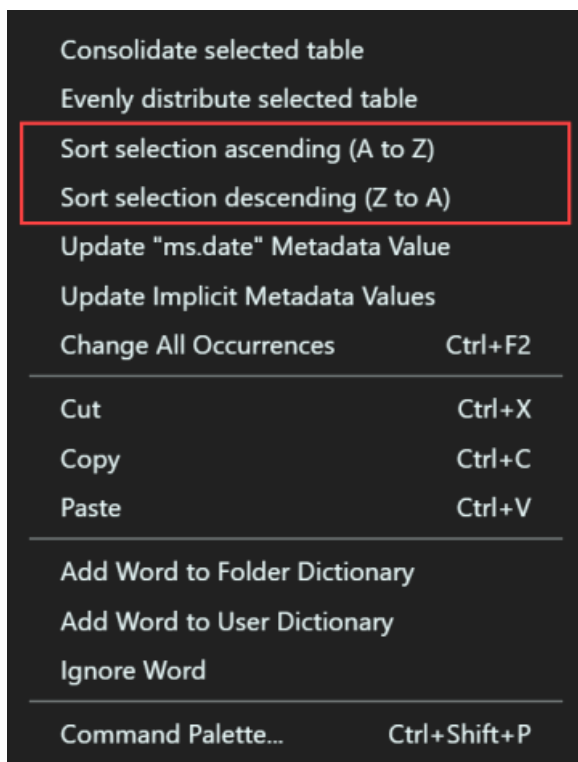 Consolidate selected table
Evenly distribute selected table
Sort selection ascending (A to Z)
Sort selection descending (Z to A)
Update "ms.date" Metadata Value
Update Implicit Metadata Values
Change All Occurrences Ctrl+F2
Cut Ctrl+X
Copy Ctrl+C
Paste Ctrl+V
Add Word to Folder Dictionary
Add Word to User Dictionary
Ignore Word
Command Palette... Ctrl+Shift+P